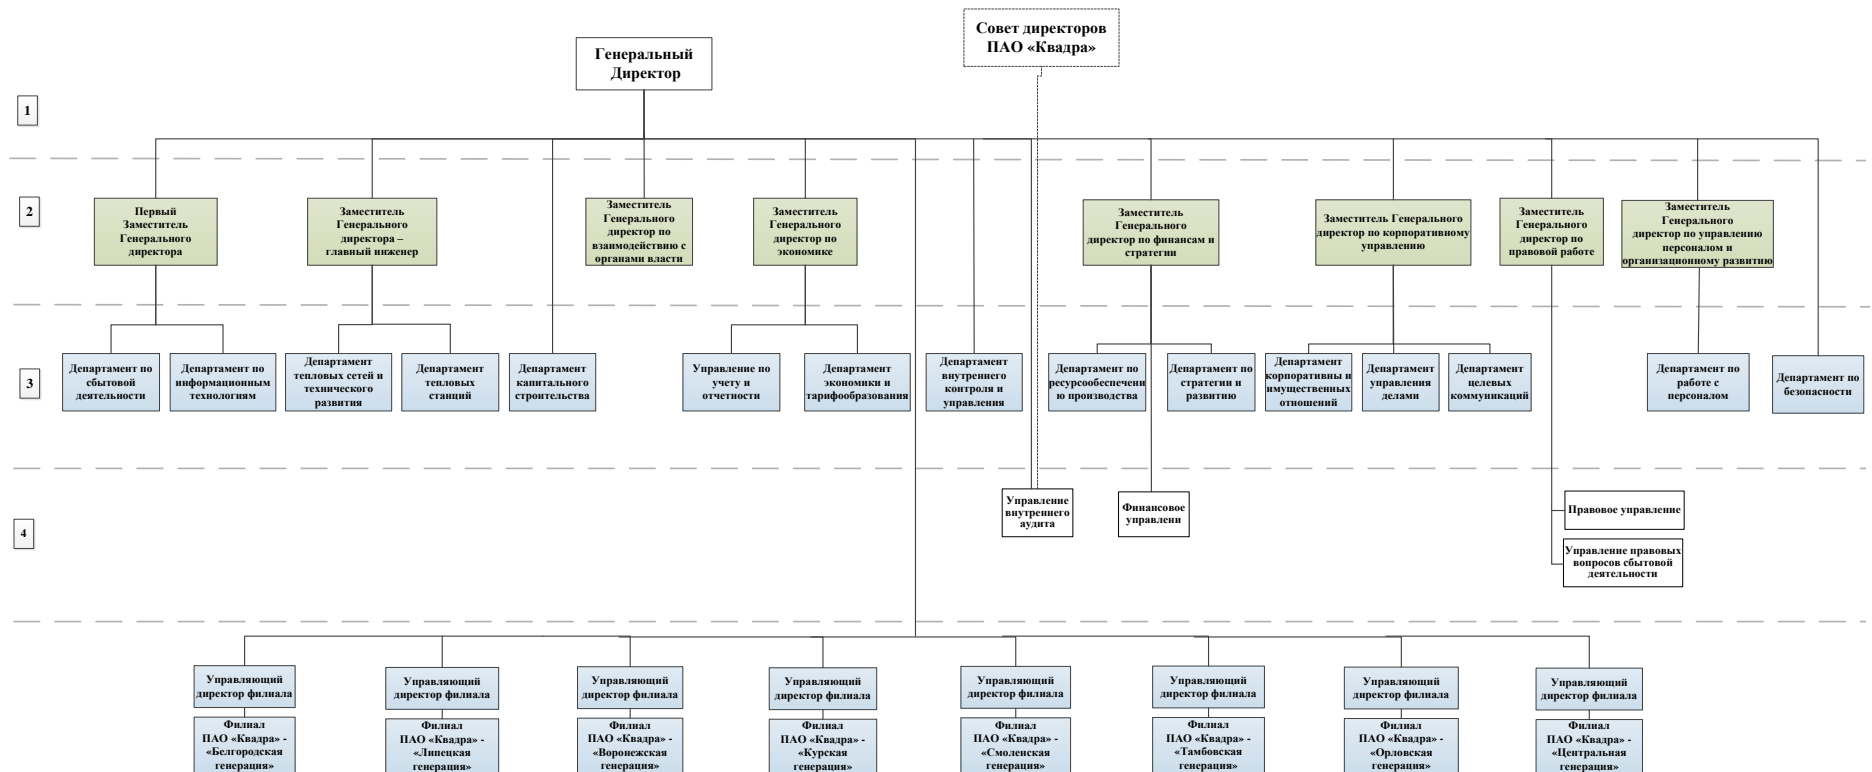 Совет директоров
ПАО «Квадра»
Генеральный
Директор
1
2
Первый
Заместитель
Генерального
директора
Заместитель
Генерального
директора –
главный инженер
Заместитель
Генерального
директор по
взаимодействию с
органами власти
Заместитель
Генерального
директор по
экономике
Заместитель
Генерального
директор по финансам и
стратегии
Заместитель Генерального
директор по корпоративному
управлению
Заместитель
Генерального
директор по
правовой работе
Заместитель
Генерального
директор по управлению
персоналом и
организационному развитию
3
Департамент по
сбытовой
деятельности
Департамент по
информационным
технологиям
Департамент
тепловых сетей и
технического
развития
Департамент
тепловых
станций
Департамент
капитального
строительства
Управление по
учету и
отчетности
Департамент
экономики и
тарифообразования
Департамент
внутреннего
контроля и
управления
Департамент по
ресурсообеспечени
ю производства
Департамент по
стратегии и
развитию
Департамент
корпоративны и
имущественных
отношений
Департамент
управления
делами
Департамент
целевых
коммуникаций
Департамент по
работе с
персоналом
Департамент по
безопасности
4
Управление
внутреннего
аудита
Финансовое
управлени
Правовое управление
Управление правовых
вопросов сбытовой
деятельности
Управляющий
директор филиала
Управляющий
директор филиала
Управляющий
директор филиала
Управляющий
директор филиала
Управляющий
директор филиала
Управляющий
директор филиала
Управляющий
директор филиала
Управляющий
директор филиала
Филиал
ПАО «Квадра» -
«Белгородская
генерация»
Филиал
ПАО «Квадра» -
«Липецкая
генерация»
Филиал
ПАО «Квадра» -
«Воронежская
генерация»
Филиал
ПАО «Квадра» -
«Курская
генерация»
Филиал
ПАО «Квадра» -
«Смоленская
генерация»
Филиал
ПАО «Квадра» -
«Тамбовская
генерация»
Филиал
ПАО «Квадра» -
«Орловская
генерация»
Филиал
ПАО «Квадра» -
«Центральная
генерация»